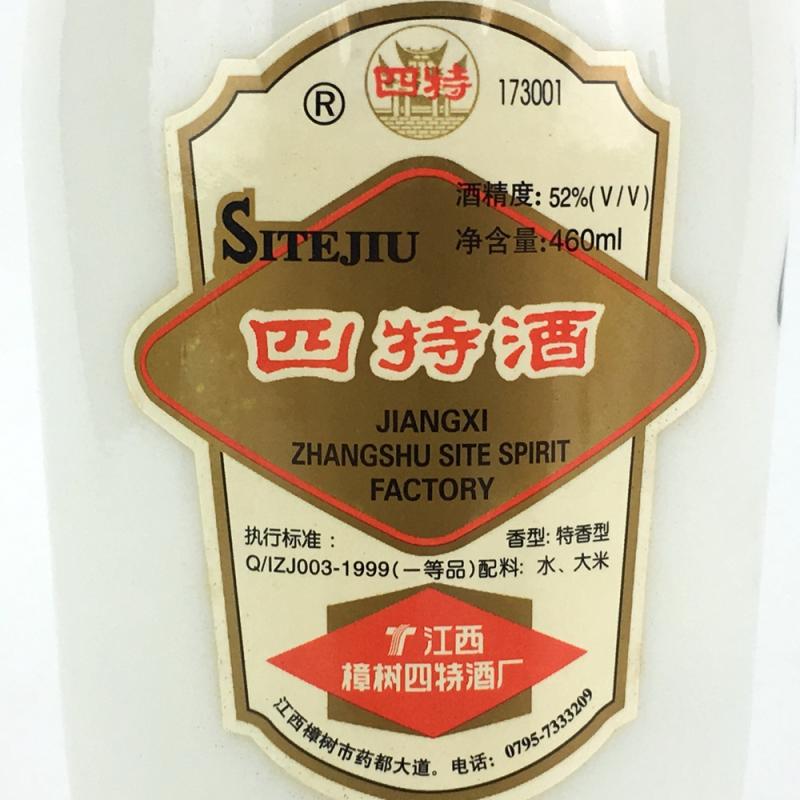 ® 四特 173001
酒精度: 52%(V/V)
SITEJIU 净含量:460ml
四特酒
JIANGXI
ZHANGSHU SITE SPIRIT
FACTORY
执行标准： 香型: 特香型
Q/IZJ003-1999(一等品)配料: 水、大米
江西
樟树四特酒厂
江西樟树市药都大道。电话: 0795-7333209